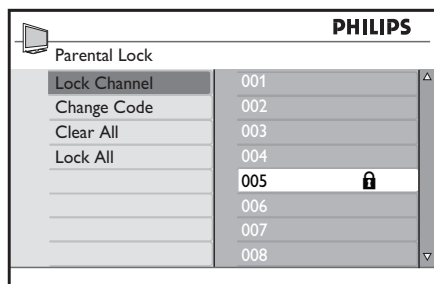 PHILIPS
Parental Lock
Lock Channel
Change Code
Clear All
Lock All
001
002
003
004
005
006
007
008